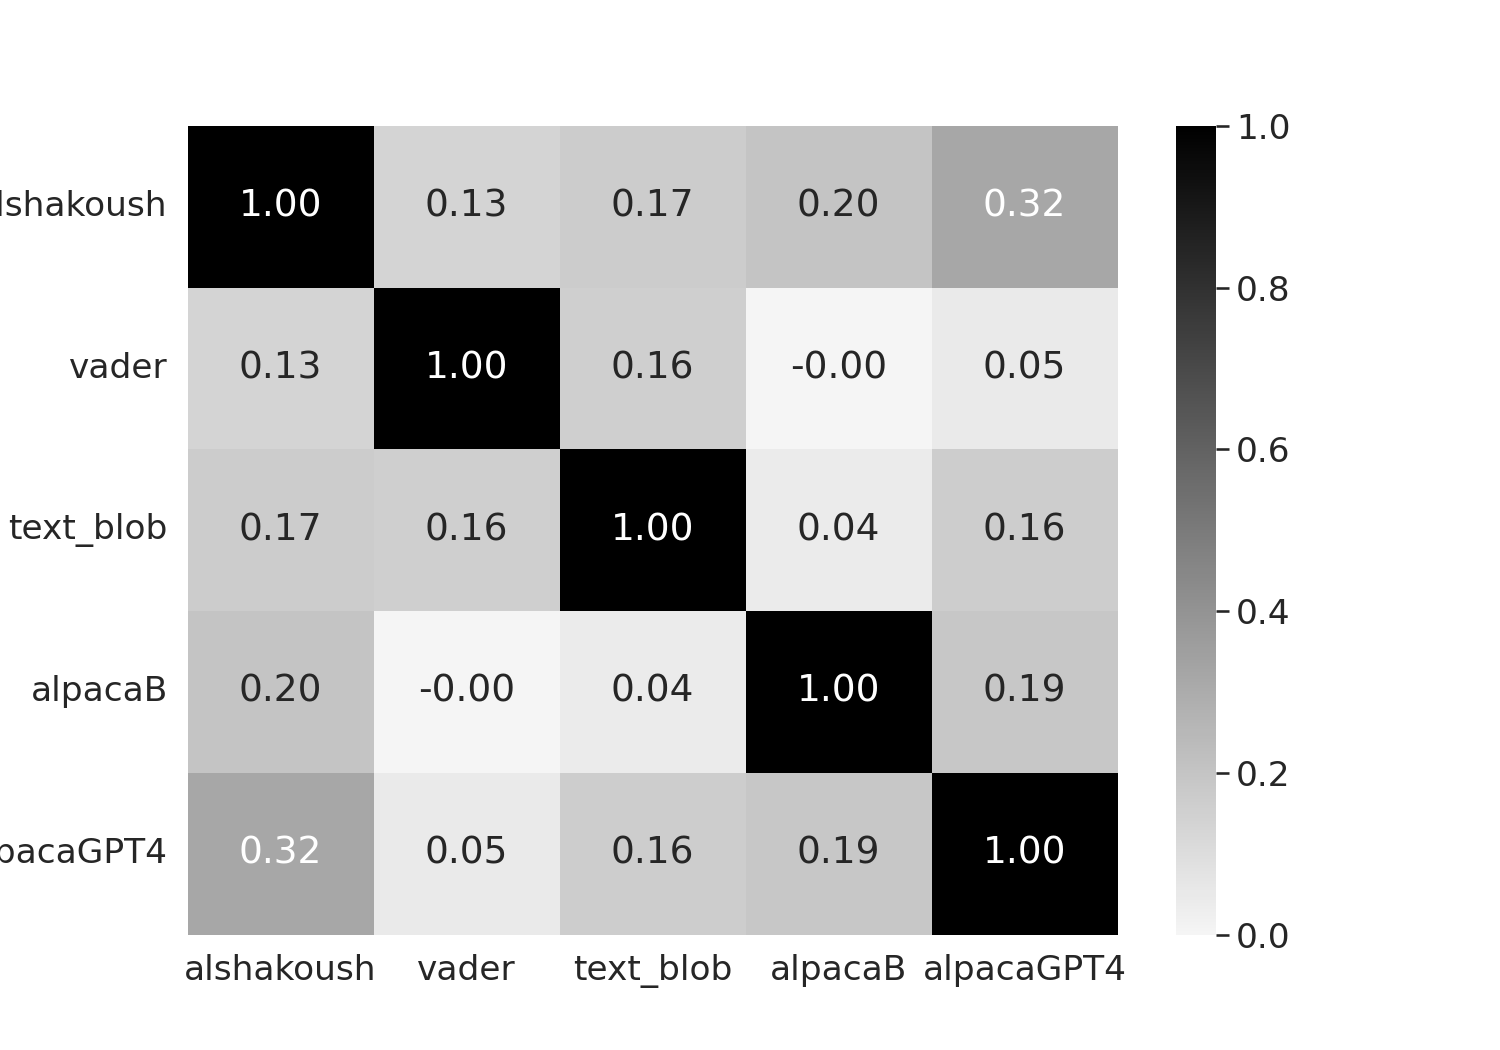 1.0
lshakoush 1.00 0.13 0.17 0.20 0.32
0.8
vader 0.13 1.00 0.16 -0.00 0.05
0.6
text_blob 0.17 0.16 1.00 0.04 0.16
0.4
alpacaB 0.20 -0.00 0.04 1.00 0.19
0.2
pacaGPT4 0.32 0.05 0.16 0.19 1.00
0.0
alshakoush vader text_blob alpacaB alpacaGPT4